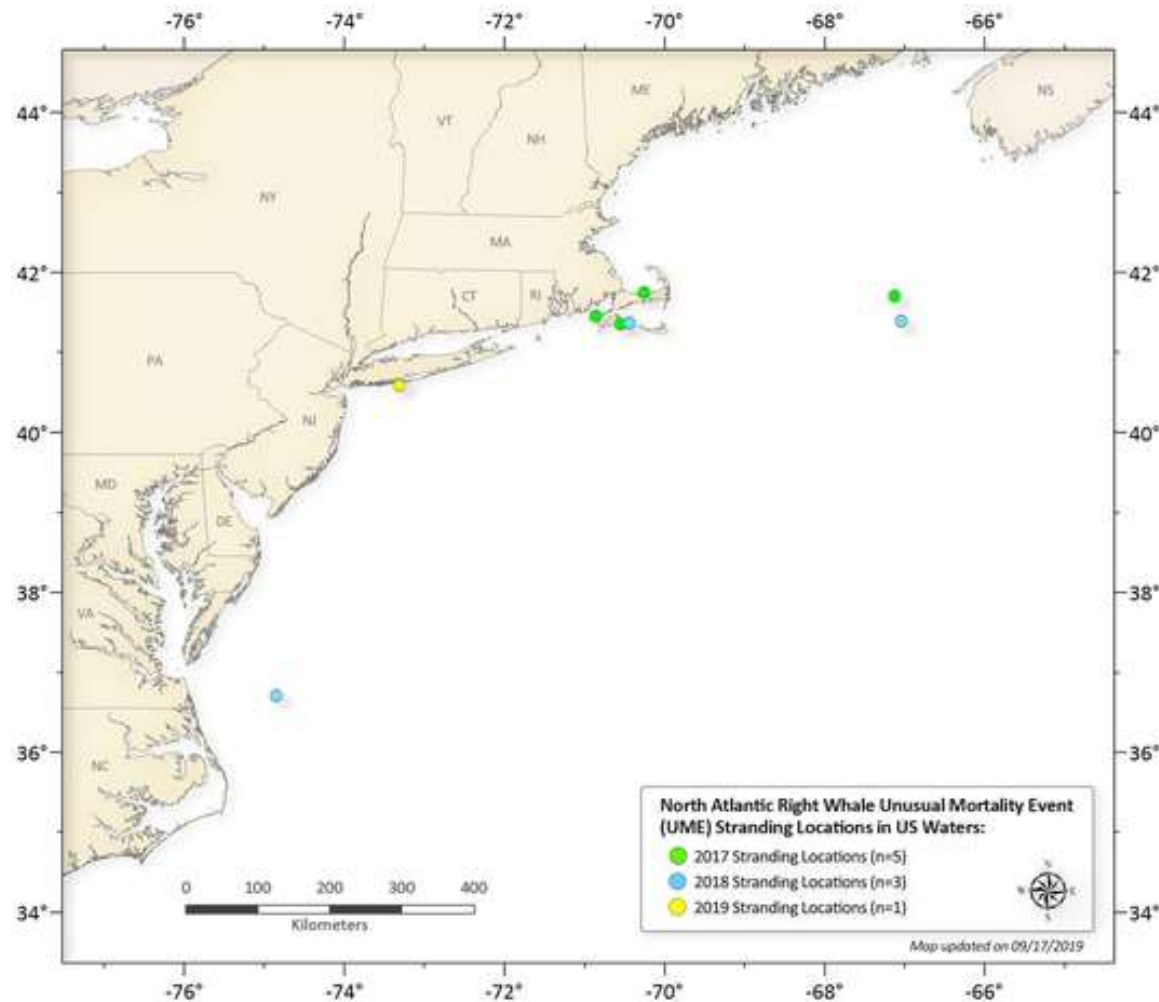 -76° -74° -72° -70° -68° -66°
44° ME NS 44°
VT
NH
NY
MA
42° 42°
CT RI
PA
NJ
40° 40°
MD
DE
38° 38°
VA
36° 36°
NC
North Atlantic Right Whale Unusual Mortality Event
(UME) Stranding Locations in US Waters:
2017 Stranding Locations (n=5)
2018 Stranding Locations (n=3)
2019 Stranding Locations (n=1)
N
W E
S
0 100 200 300 400
Kilometers
34° 34°
Map updated on 09/17/2019
-76° -74° -72° -70° -68° -66°